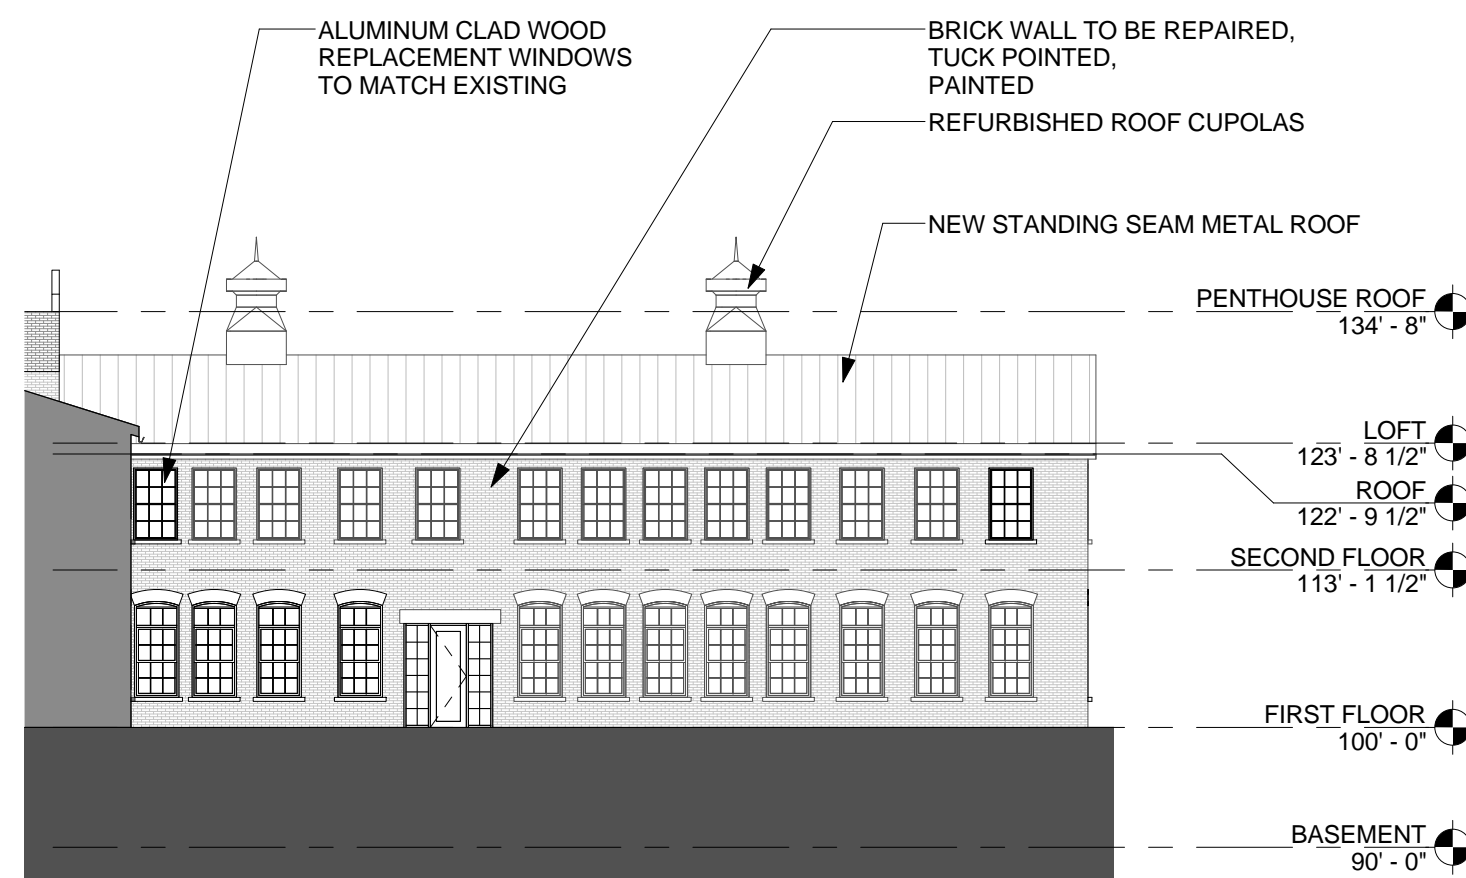 ALUMINUM CLAD WOOD
REPLACEMENT WINDOWS
TO MATCH EXISTING
BRICK WALL TO BE REPAIRED,
TUCK POINTED,
PAINTED
REFURBISHED ROOF CUPOLAS
NEW STANDING SEAM METAL ROOF
PENTHOUSE ROOF
134' - 8"
LOFT
123' - 8 1/2"
ROOF
122' - 9 1/2"
SECOND FLOOR
113' - 1 1/2"
FIRST FLOOR
100' - 0"
BASEMENT
90' - 0"